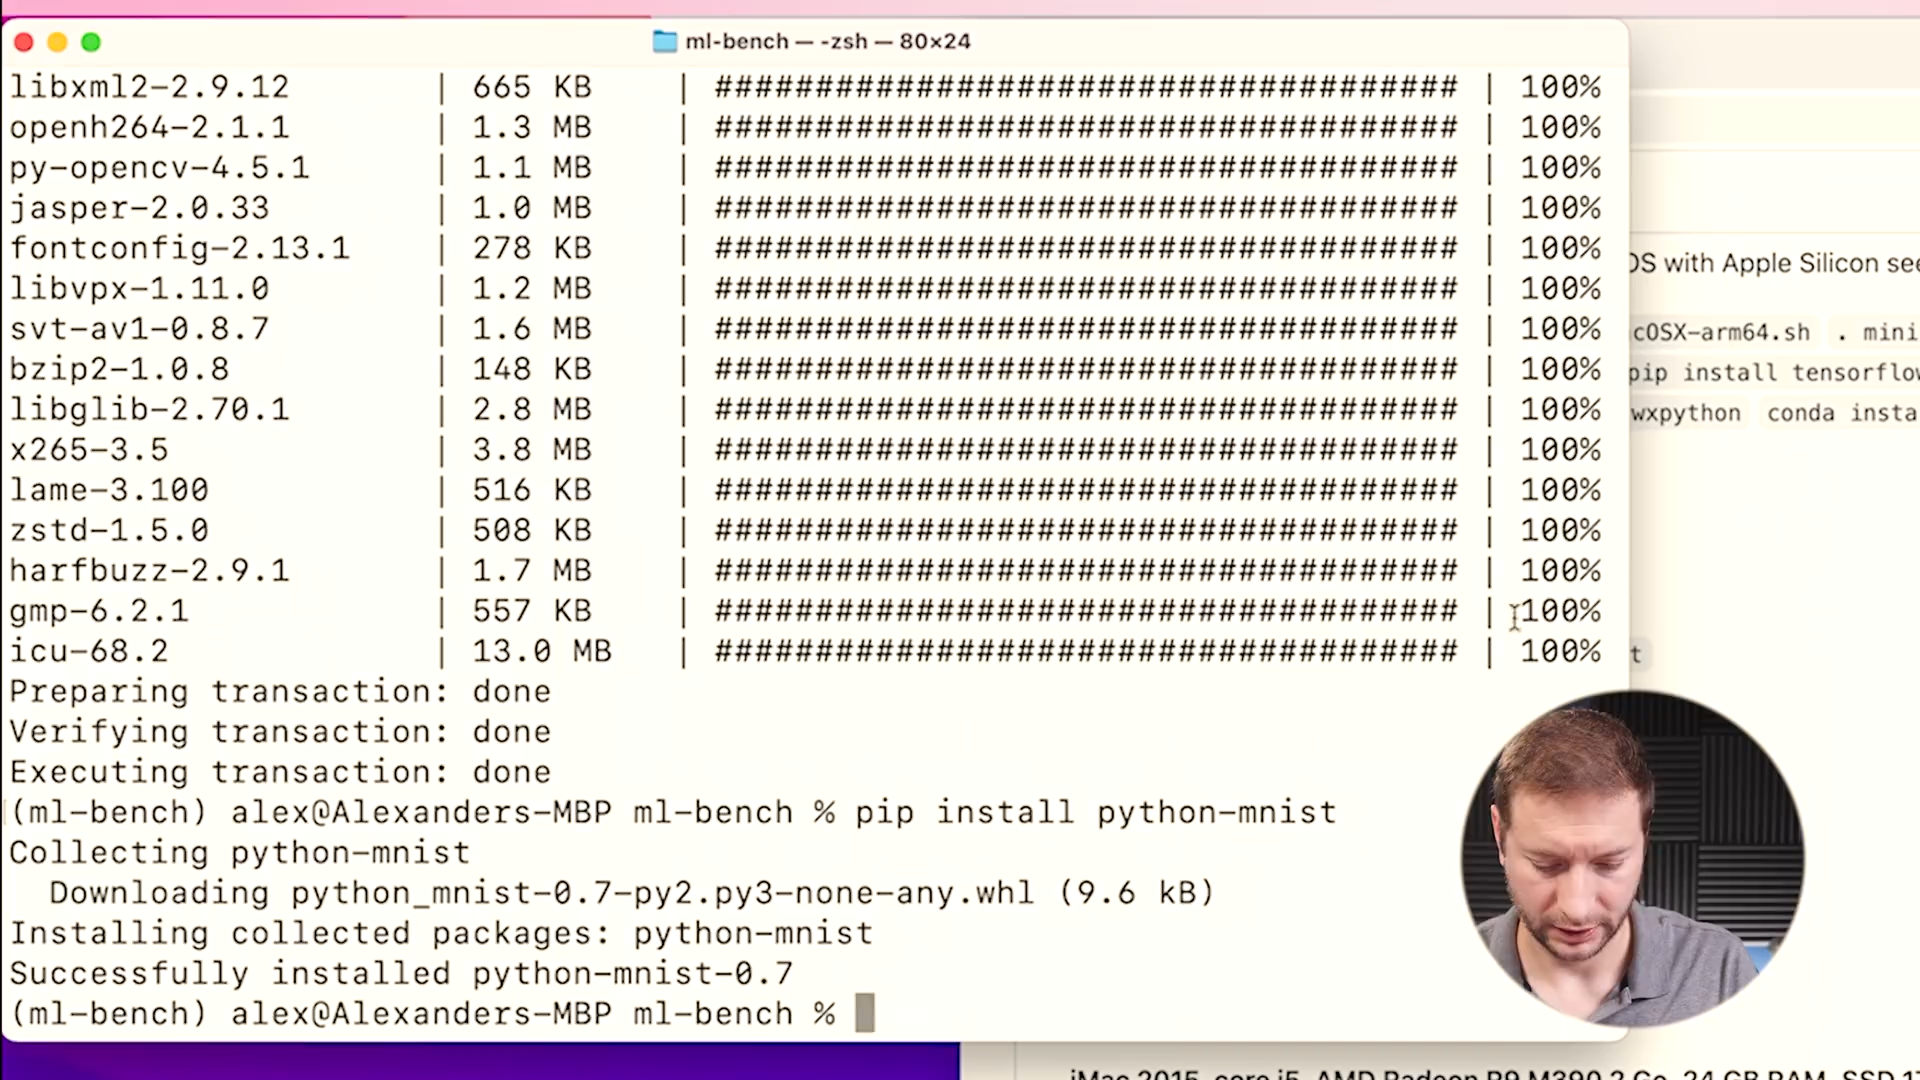 ml-bench — -zsh — 80×24
libxml2-2.9.12 | 665 KB | ##################################### | 100%
openh264-2.1.1 | 1.3 MB | ##################################### | 100%
py-opencv-4.5.1 | 1.1 MB | ##################################### | 100%
jasper-2.0.33 | 1.0 MB | ##################################### | 100%
fontconfig-2.13.1 | 278 KB | ##################################### | 100%
libvpx-1.11.0 | 1.2 MB | ##################################### | 100%
svt-av1-0.8.7 | 1.6 MB | ##################################### | 100%
bzip2-1.0.8 | 148 KB | ##################################### | 100%
libglib-2.70.1 | 2.8 MB | ##################################### | 100%
x265-3.5 | 3.8 MB | ##################################### | 100%
lame-3.100 | 516 KB | ##################################### | 100%
zstd-1.5.0 | 508 KB | ##################################### | 100%
harfbuzz-2.9.1 | 1.7 MB | ##################################### | 100%
gmp-6.2.1 | 557 KB | ##################################### | 100%
icu-68.2 | 13.0 MB | ##################################### | 100%
Preparing transaction: done
Verifying transaction: done
Executing transaction: done
(ml-bench) alex@Alexanders-MBP ml-bench % pip install python-mnist
Collecting python-mnist
Downloading python_mnist-0.7-py2.py3-none-any.whl (9.6 kB)
Installing collected packages: python-mnist
Successfully installed python-mnist-0.7
(ml-bench) alex@Alexanders-MBP ml-bench %
OS with Apple Silicon see
cOSX-arm64.sh . mini
pip install tensorflow
wxpython conda insta
t
iMac 2015, core i5, AMD Radeon R9 M390 2 Go, 24 GB RAM, SSD